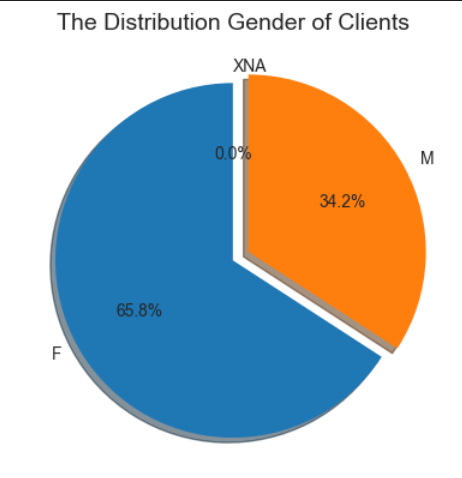 The Distribution Gender of Clients
XNA
0.0%
M
34.2%
65.8%
F